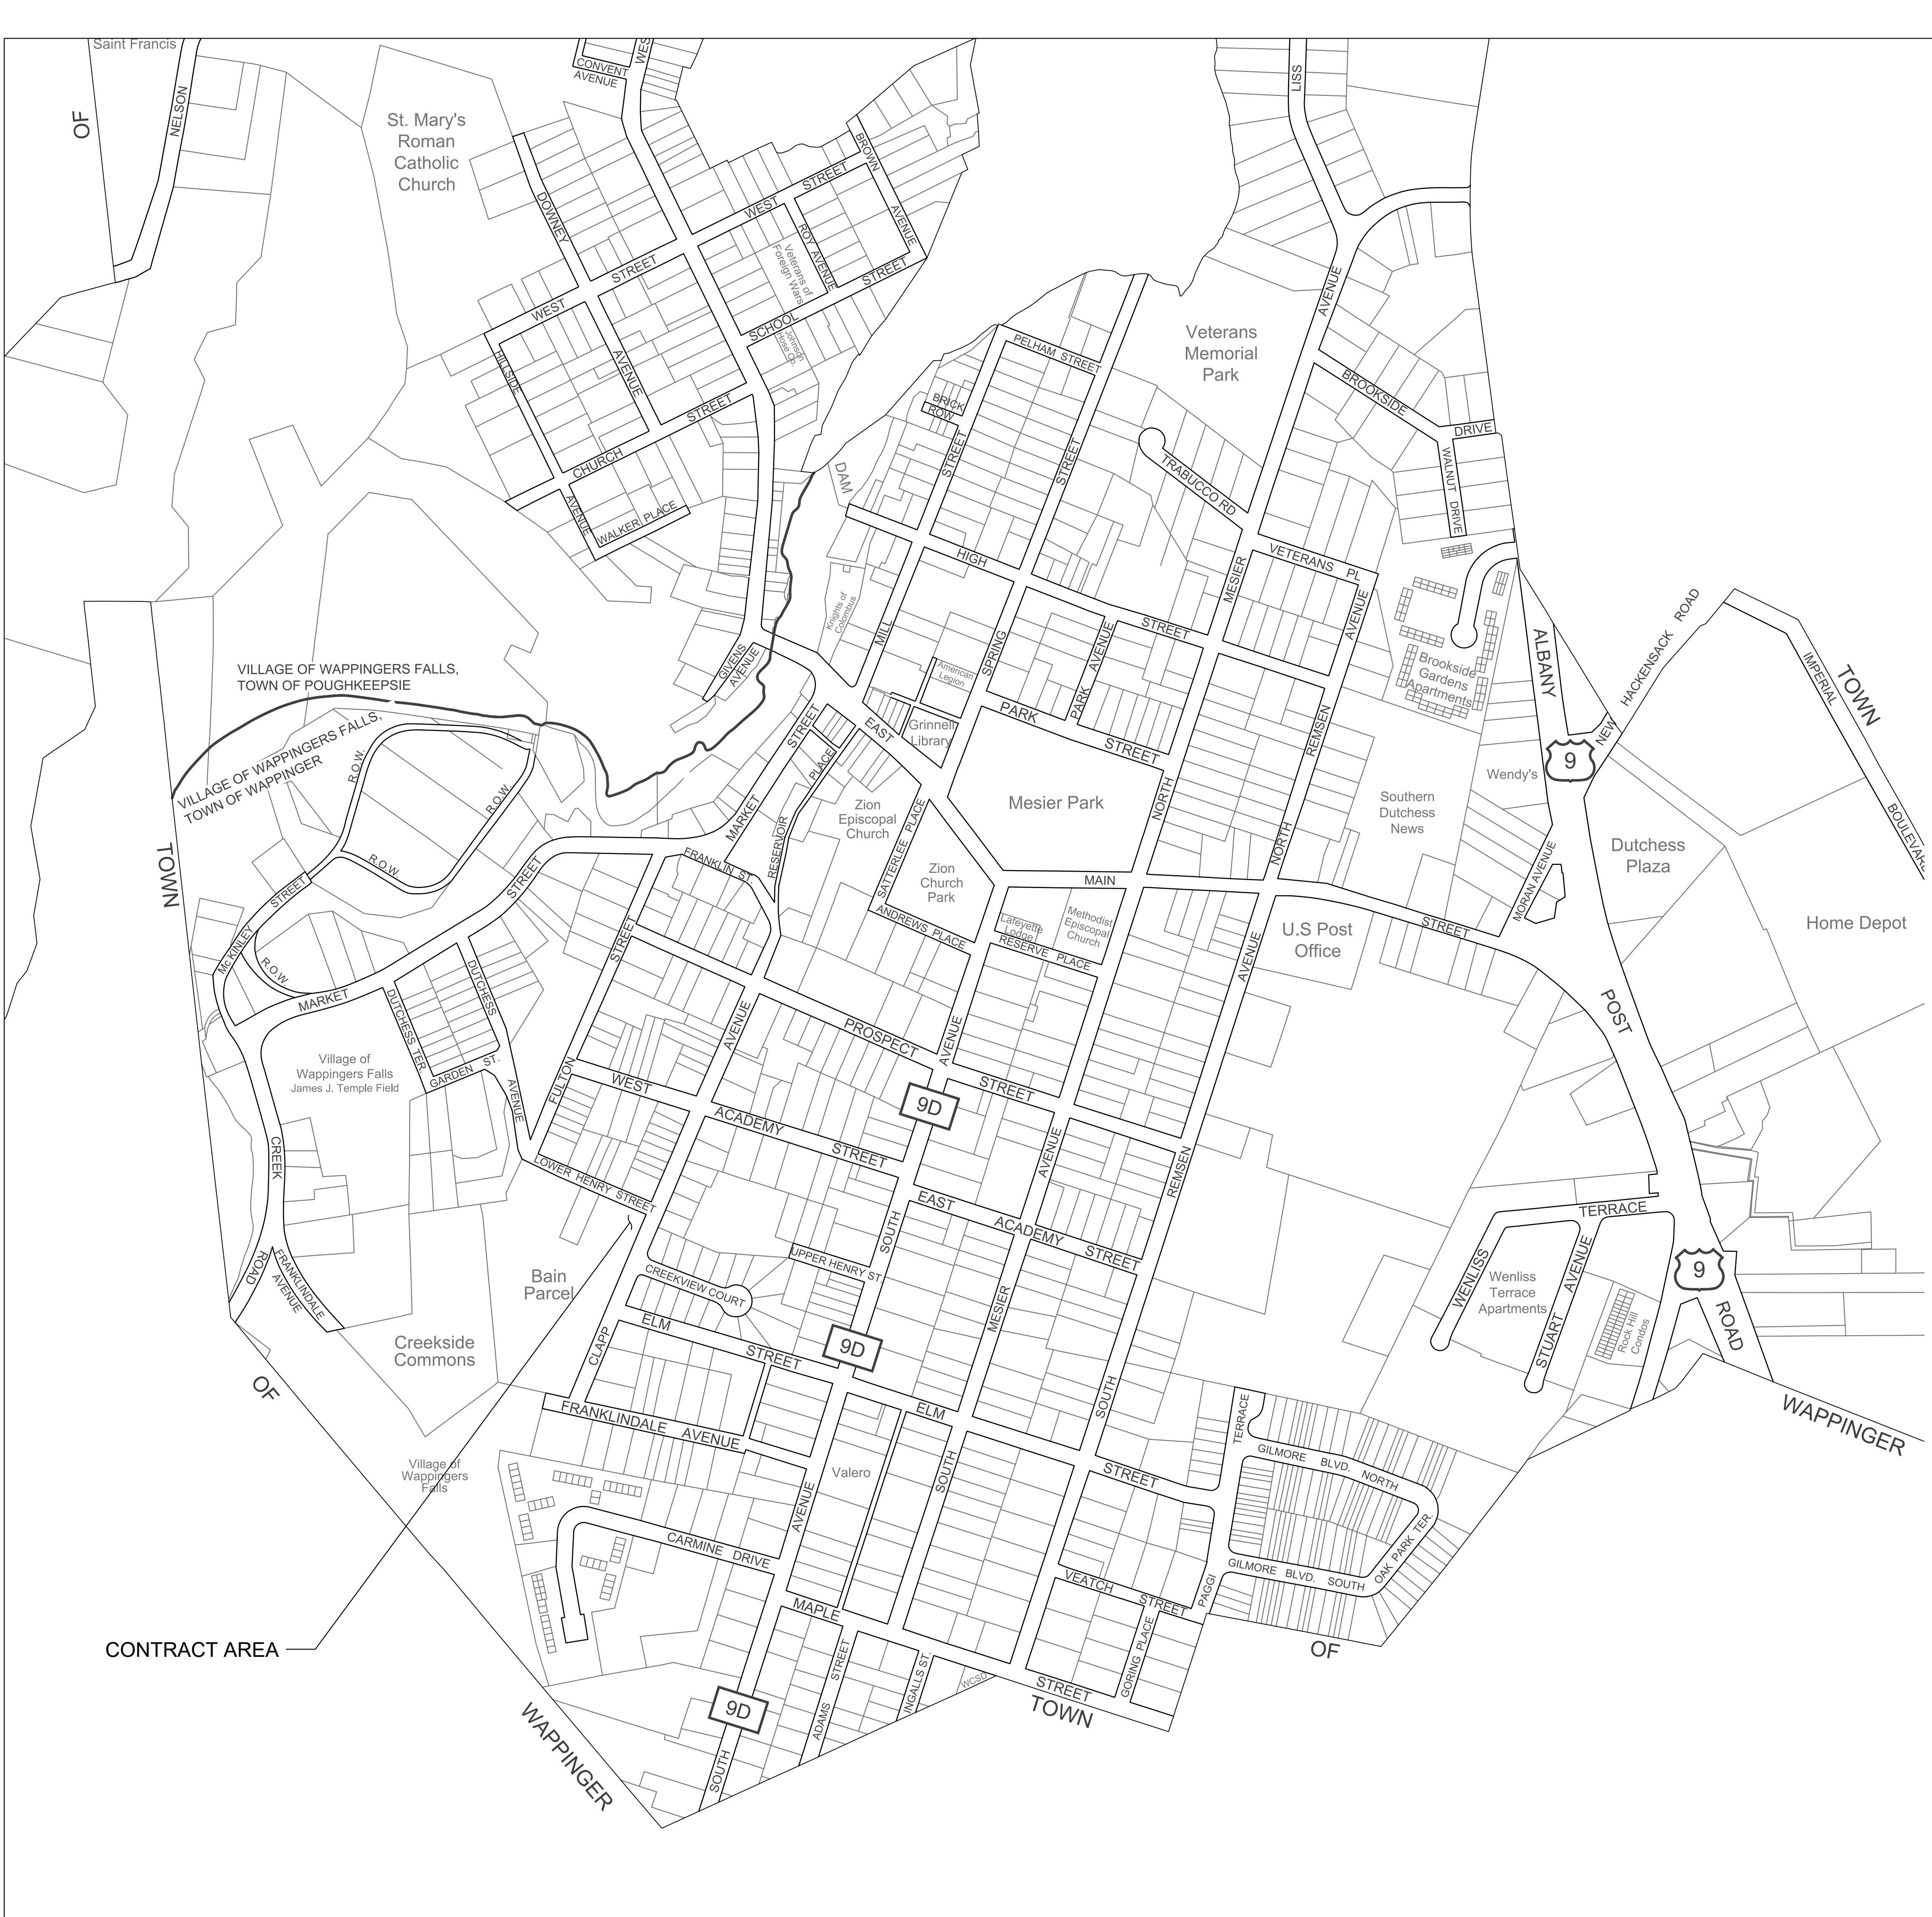 Saint Francis
OF
NELSON
St. Mary's
Roman
Catholic
Church
CONVENT
AVENUE
DOWNEY
WEST
STREET
BROWN
AVENUE
ROY AVENUE
Veterans of
Foreign Wars
SCHOOL
STREET
Johnson
Hose Co.
WEST
STREET
HILLSIDE
AVENUE
CHURCH
STREET
AVENUE
WALKER PLACE
LISS
AVENUE
Veterans
Memorial
Park
PELHAM STREET
BRICK
ROW
STREET
STREET
DAM
TRABUCCO RD
BROOKSIDE
DRIVE
WALNUT DRIVE
HIGH
STREET
MESIER
VETERANS PL
AVENUE
Knights of
Colombus
MILL
SPRING
American
Legion
PARK
AVENUE
GIVENS
AVENUE
PARK
STREET
EAST
Grinnell
Library
Brookside
Gardens
Apartments
ALBANY
NEW
HACKENSACK
ROAD
9
IMPERIAL
BOULEVAR
TOWN
VILLAGE OF WAPPINGERS FALLS,
TOWN OF POUGHKEEPSIE
VILLAGE OF WAPPINGERS FALLS,
TOWN OF WAPPINGER
R.O.W.
R.O.W.
R.O.W.
R.O.W.
TOWN
STREET
McKINLEY
MARKET
STREET
MARKET
STREET
PLACE
RESERVOIR
FRANKLIN ST
Zion
Episcopal
Church
SATTERLEE PLACE
Zion
Church
Park
Mesier Park
NORTH
REMSEN
NORTH
MAIN
STREET
Southern
Dutchess
News
Wendy's
Dutchess
Plaza
Home Depot
MORAN AVENUE
ANDREWS PLACE
Lafeyette
Lodge
Methodist
Episcopal
Church
RESERVE PLACE
U.S Post
Office
POST
AVENUE
DUTCHESS
AVENUE
DUTCHESS TER.
GARDEN
ST.
Village of
Wappingers Falls
James J. Temple Field
CREEK
ROAD
FRANKLINDALE
AVENUE
STREET
FULTON
AVENUE
PROSPECT
STREET
AVENUE
9D
WEST
ACADEMY
STREET
LOWER HENRY STREET
EAST
ACADEMY
STREET
AVENUE
REMSEN
SOUTH
UPPER HENRY ST.
CREEKVIEW COURT
Bain
Parcel
Creekside
Commons
CLAPP
ELM
STREET
9D
MESIER
SOUTH
TERRACE
WENLISS
STUART
AVENUE
Wenliss
Terrace
Apartments
Rock Hill
Condos
9
ROAD
WAPPINGER
OF
FRANKLINDALE
AVENUE
Village of
Wappingers
Falls
ELM
STREET
Valero
SOUTH
AVENUE
CARMINE
DRIVE
TERRACE
GILMORE BLVD. NORTH
OAK PARK TER.
GILMORE BLVD. SOUTH
PAGGI
VEATCH
STREET
GORING PLACE
MAPLE
STREET
ADAMS
STREET
INGALLS ST.
WCSD
9D
SOUTH
TOWN
OF
WAPPINGER
CONTRACT AREA